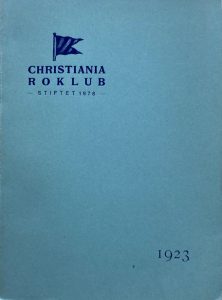 CHRISTIANIA
ROKLUB
— STIFTET 1878 —
1923